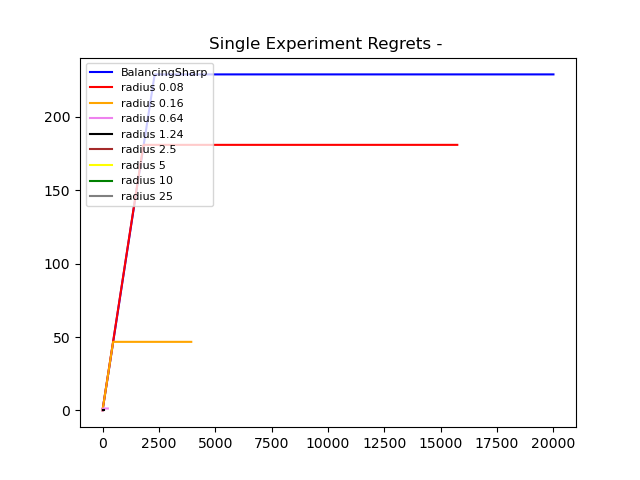 Single Experiment Regrets -
BalancingSharp
radius 0.08
radius 0.16
radius 0.64
radius 1.24
radius 2.5
radius 5
radius 10
radius 25
200
150
100
50
0
0 2500 5000 7500 10000 12500 15000 17500 20000